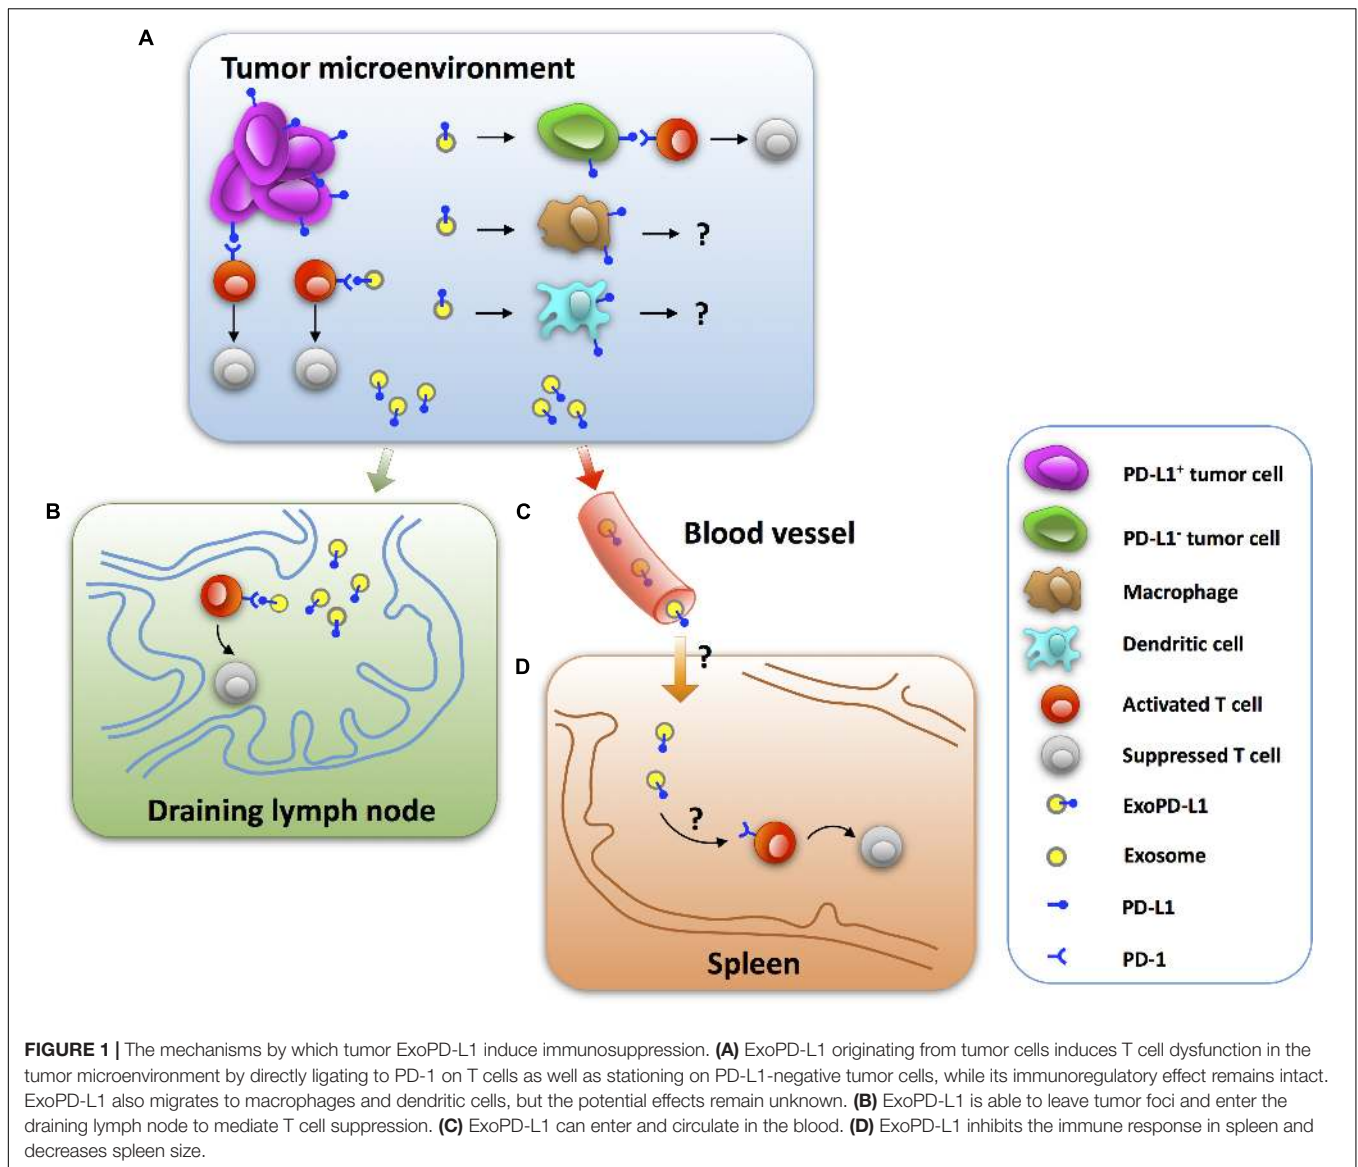 A
Tumor microenvironment
?
?
B
Draining lymph node
C
Blood vessel
?
D
?
Spleen
PD-L1⁺ tumor cell
PD-L1⁻ tumor cell
Macrophage
Dendritic cell
Activated T cell
Suppressed T cell
ExoPD-L1
Exosome
PD-L1
PD-1
FIGURE 1 | The mechanisms by which tumor ExoPD-L1 induce immunosuppression. (A) ExoPD-L1 originating from tumor cells induces T cell dysfunction in the
tumor microenvironment by directly ligating to PD-1 on T cells as well as stationing on PD-L1-negative tumor cells, while its immunoregulatory effect remains intact.
ExoPD-L1 also migrates to macrophages and dendritic cells, but the potential effects remain unknown. (B) ExoPD-L1 is able to leave tumor foci and enter the
draining lymph node to mediate T cell suppression. (C) ExoPD-L1 can enter and circulate in the blood. (D) ExoPD-L1 inhibits the immune response in spleen and
decreases spleen size.